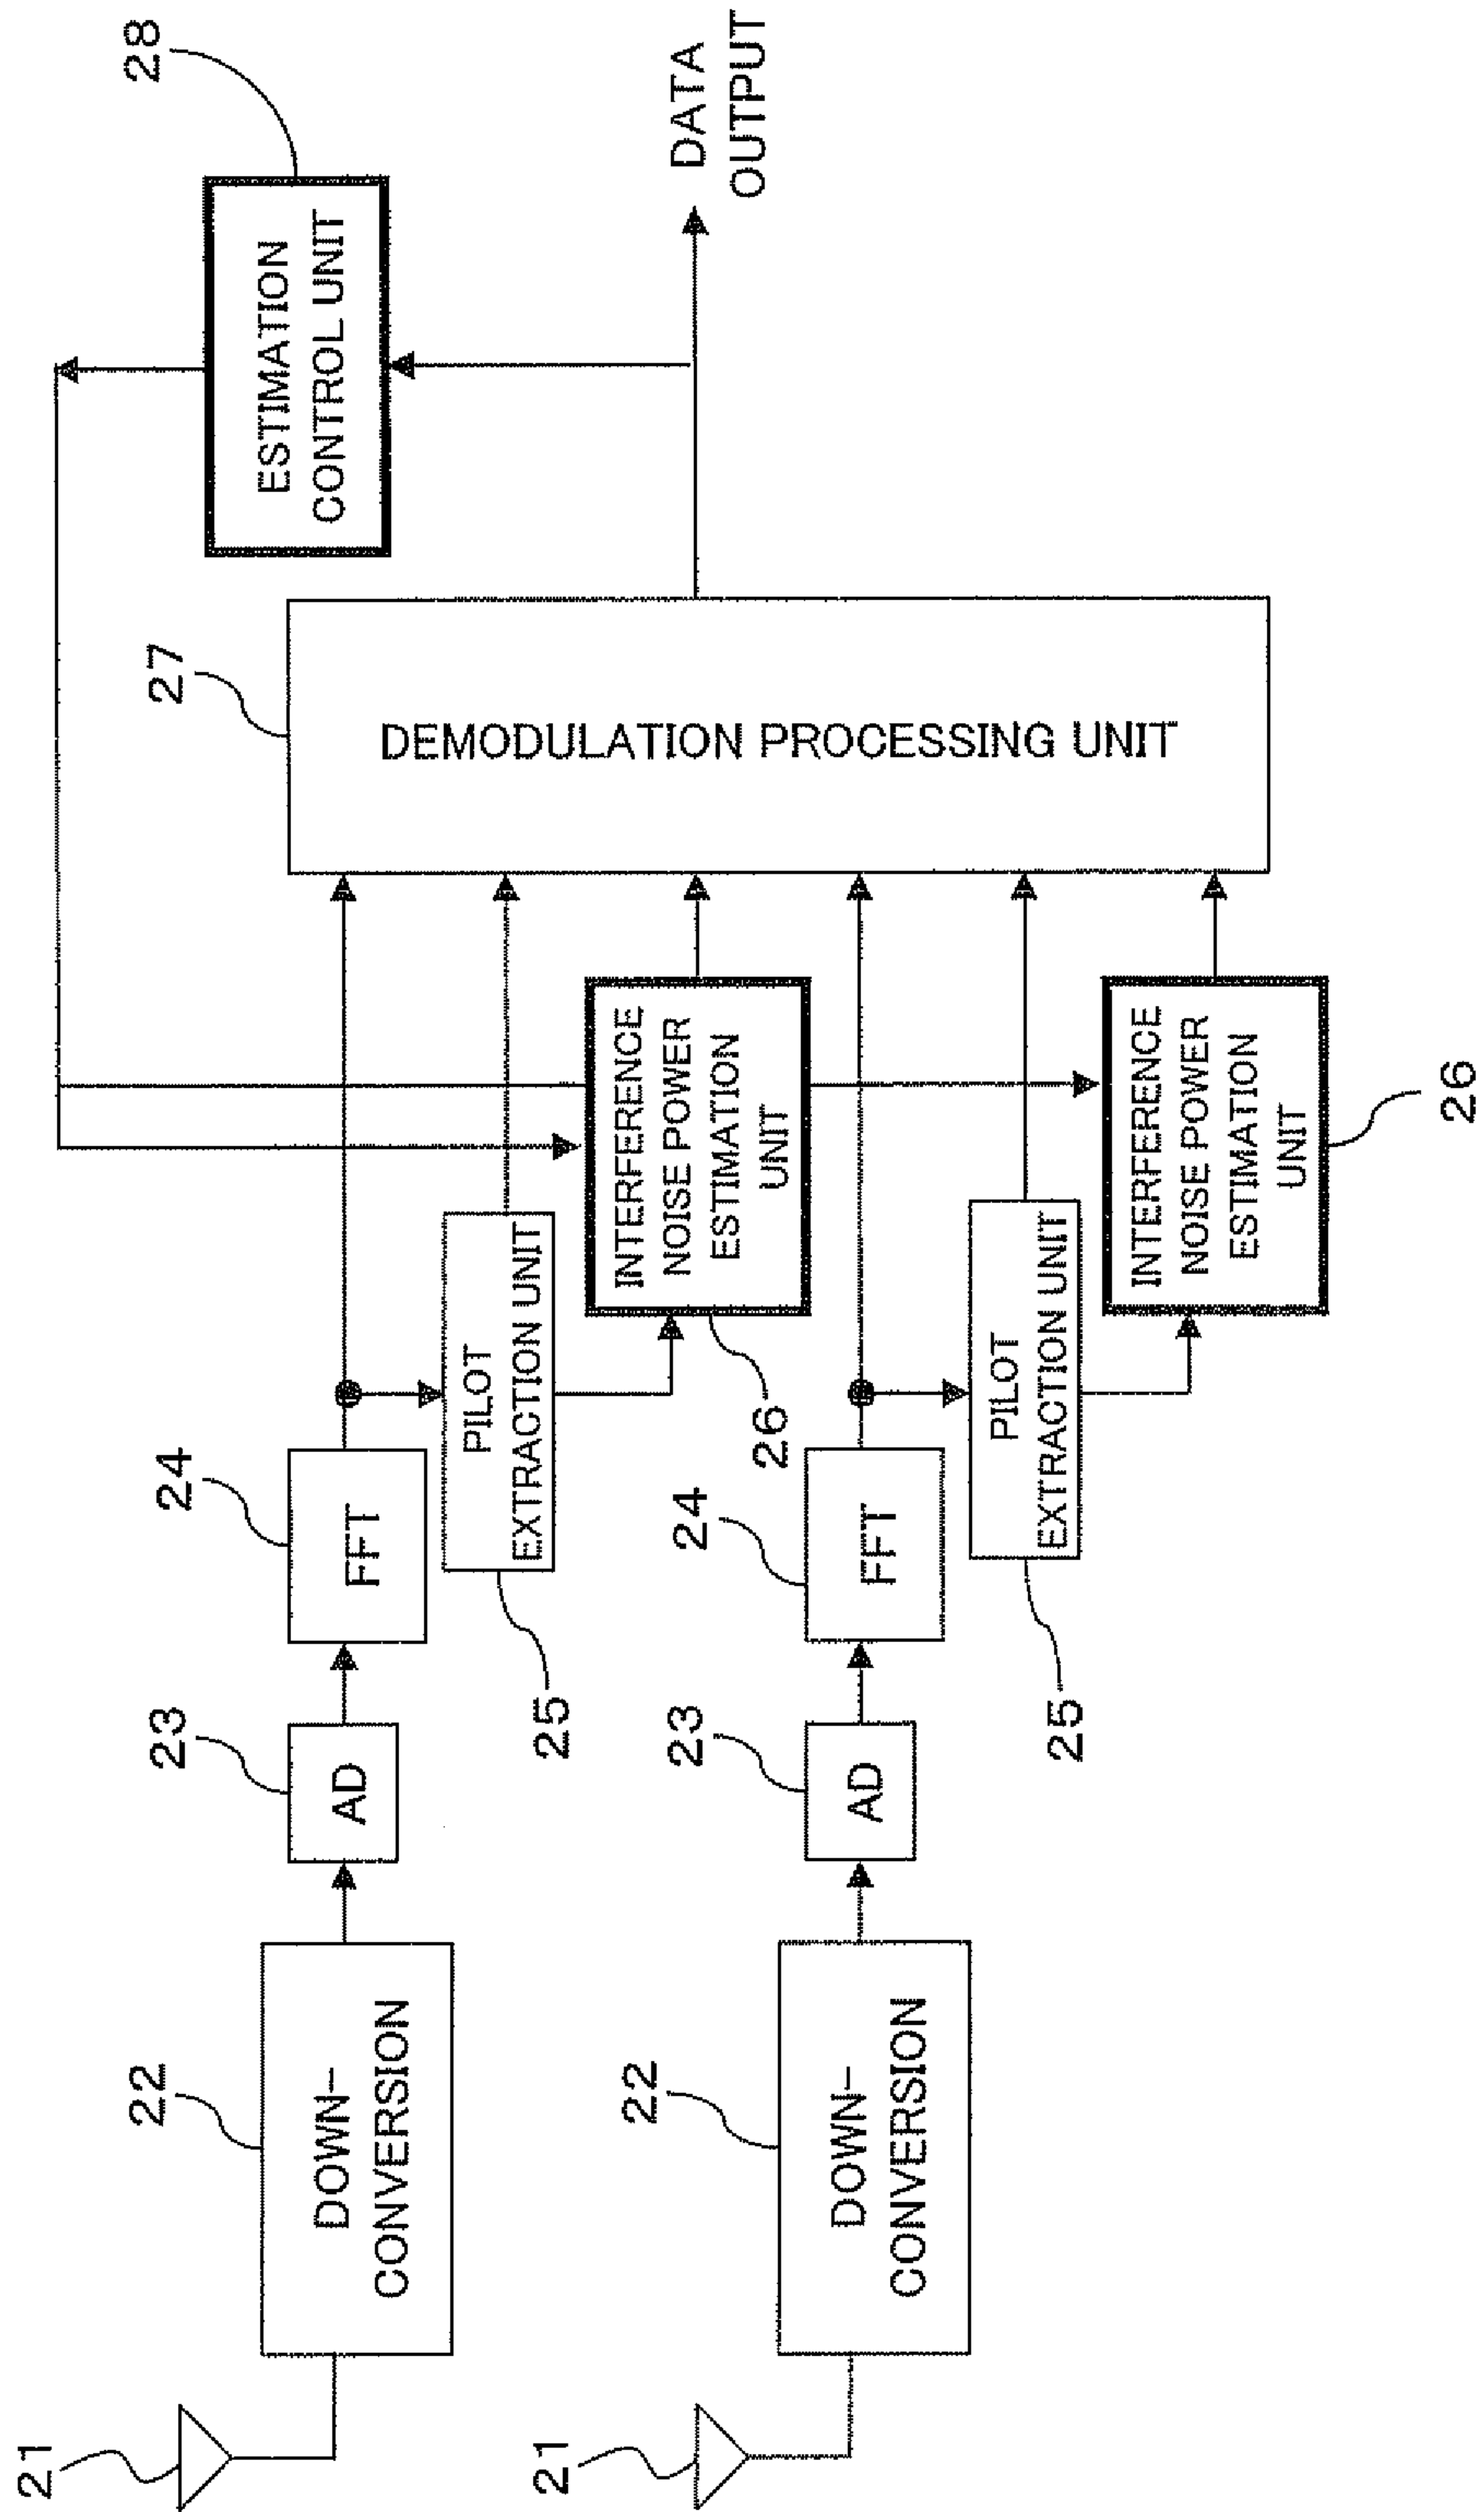 28
ESTIMATION
CONTROL UNIT
DATA
OUTPUT
27
DEMODULATION PROCESSING UNIT
INTERFERENCE
NOISE POWER
ESTIMATION
UNIT
26
INTERFERENCE
NOISE POWER
ESTIMATION
UNIT
26
24
FFT
PILOT
EXTRACTION UNIT
25
24
FFT
PILOT
EXTRACTION UNIT
25
23
AD
23
AD
22
DOWN-
CONVERSION
22
DOWN-
CONVERSION
21
21